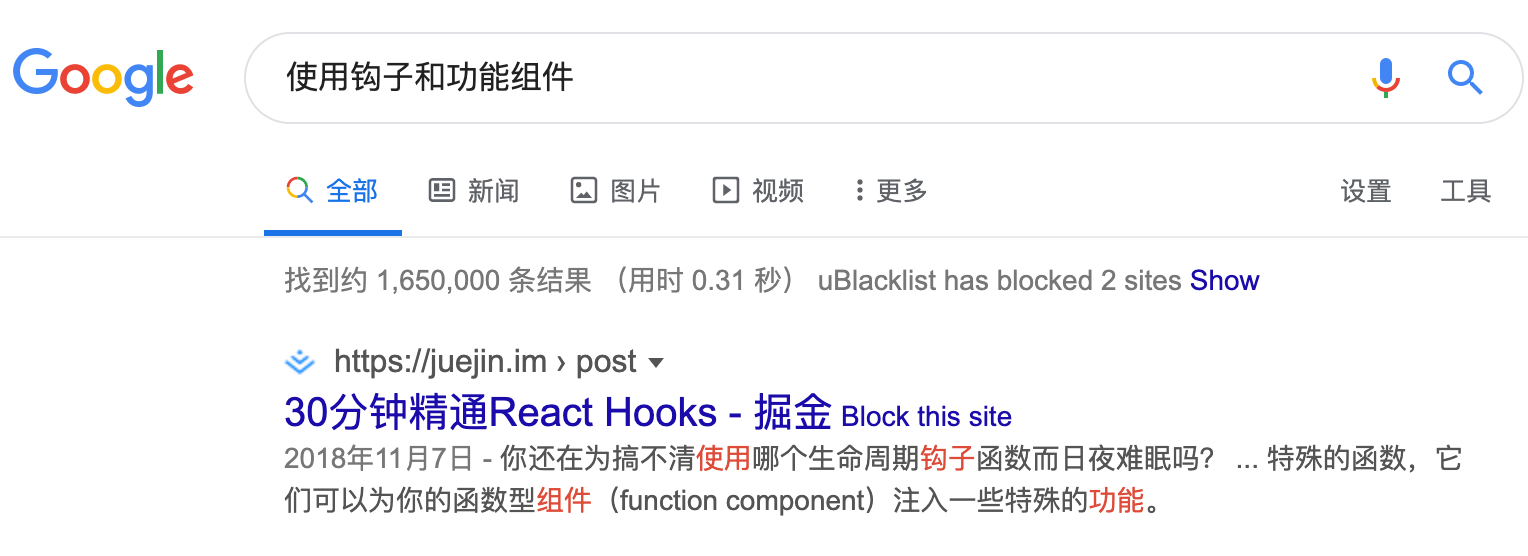 Google
使用钩子和功能组件
全部 新闻 图片 视频 更多 设置 工具
找到约 1,650,000 条结果 （用时 0.31 秒） uBlacklist has blocked 2 sites Show
https://juejin.im › post
30分钟精通React Hooks - 掘金 Block this site
2018年11月7日 - 你还在为搞不清使用哪个生命周期钩子函数而日夜难眠吗？ ... 特殊的函数，它
们可以为你的函数型组件（function component）注入一些特殊的功能。